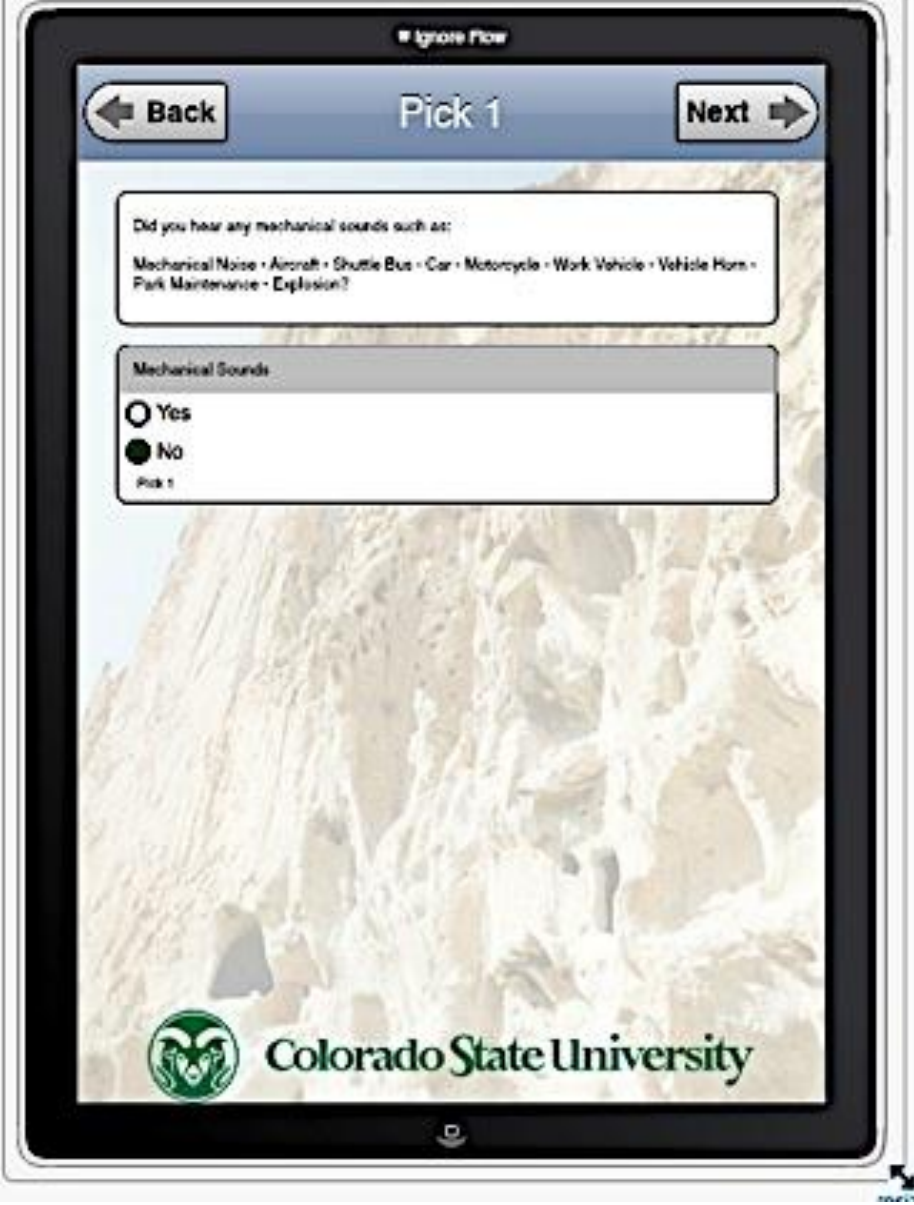 Ignore Flow
Back
Pick 1
Next
Did you hear any mechanical sounds such as:
Mechanical Noise • Aircraft • Shuttle Bus • Car • Motorcycle • Work Vehicle • Vehicle Horn •
Park Maintenance • Explosion?
Mechanical Sounds
Yes
No
Pick 1
Colorado State University